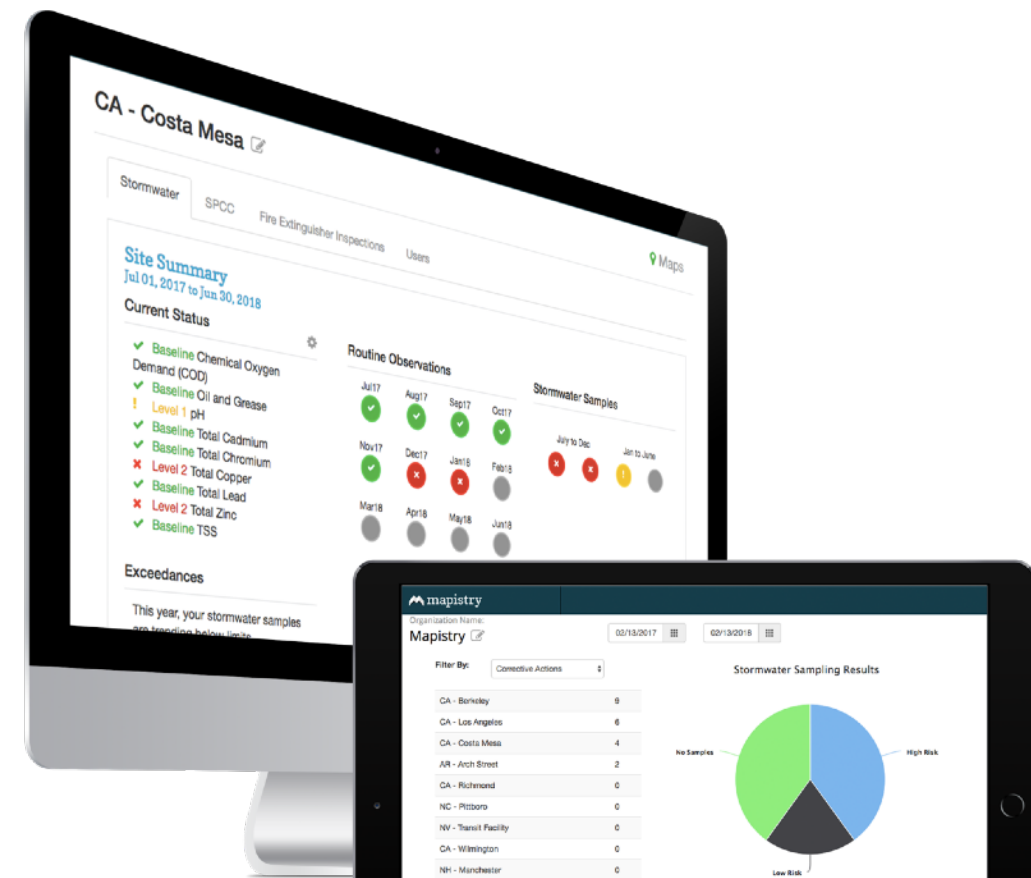 CA - Costa Mesa
Stormwater
SPCC
Fire Extinguisher Inspections
Users
Maps
Site Summary
Jul 01, 2017 to Jun 30, 2018
Current Status
Baseline Chemical Oxygen
Demand (COD)
Baseline Oil and Grease
Level 1 pH
Baseline Total Cadmium
Baseline Total Chromium
Level 2 Total Copper
Baseline Total Lead
Level 2 Total Zinc
Baseline TSS
Exceedances
This year, your stormwater samples
are trending below limits
Routine Observations
Jul17 Aug17 Sep17 Oct17
Nov17 Dec17 Jan18 Feb18
Mar18 Apr18 May18 Jun18
Stormwater Samples
July to Dec
Jan to June
mapistry
Organization Name:
Mapistry
02/13/2017
02/13/2018
Filter By:
Corrective Actions
CA - Berkeley 9
CA - Los Angeles 6
CA - Costa Mesa 4
AR - Arch Street 2
CA - Richmond 0
NC - Pittboro 0
NV - Transit Facility 0
CA - Wilmington 0
NH - Manchester 0
Stormwater Sampling Results
No Samples
High Risk
Low Risk